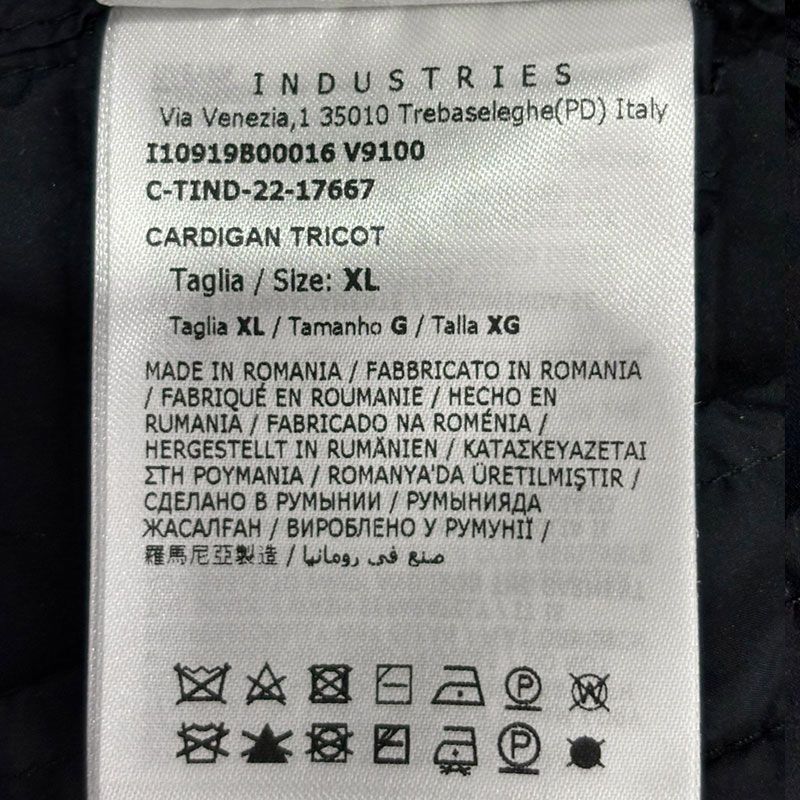 INDUSTRIES
Via Venezia,1 35010 Trebaseleghe(PD) Italy
I10919B00016 V9100
C-TIND-22-17667
CARDIGAN TRICOT
Taglia / Size: XL
Taglia XL / Tamanho G / Talla XG
MADE IN ROMANIA / FABBRICATO IN ROMANIA
/ FABRIQUÉ EN ROUMANIE / HECHO EN
RUMANIA / FABRICADO NA ROMÉNIA /
HERGESTELLT IN RUMÄNIEN / ΚΑΤΑΣΚΕΥΑΖΕΤΑΙ
ΣΤΗ ΡΟΥΜΑΝΙΑ / ROMANYA'DA ÜRETILMIŞTIR /
СДЕЛАНО В РУМЫНИИ / РУМЫНИЯДА
ЖАСАЛҒАН / ВИРОБЛЕНО У РУМУНІЇ /
羅馬尼亞製造 / صنع في رومانيا
P W
P